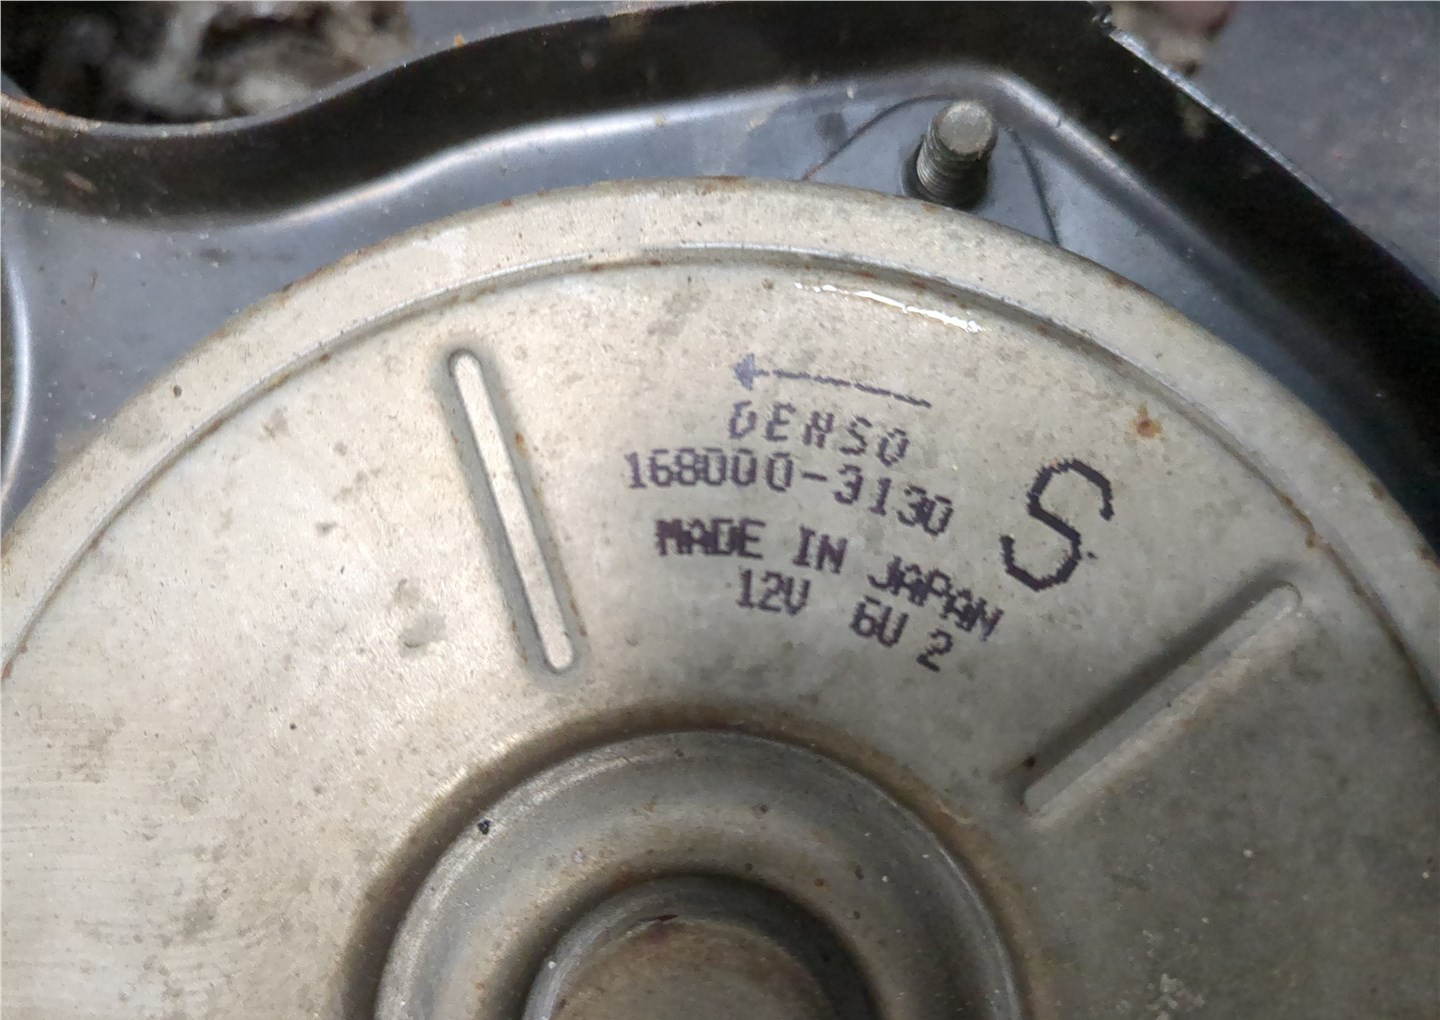 DENSO
168000-3130
S
MADE IN JAPAN
12V 6U 2